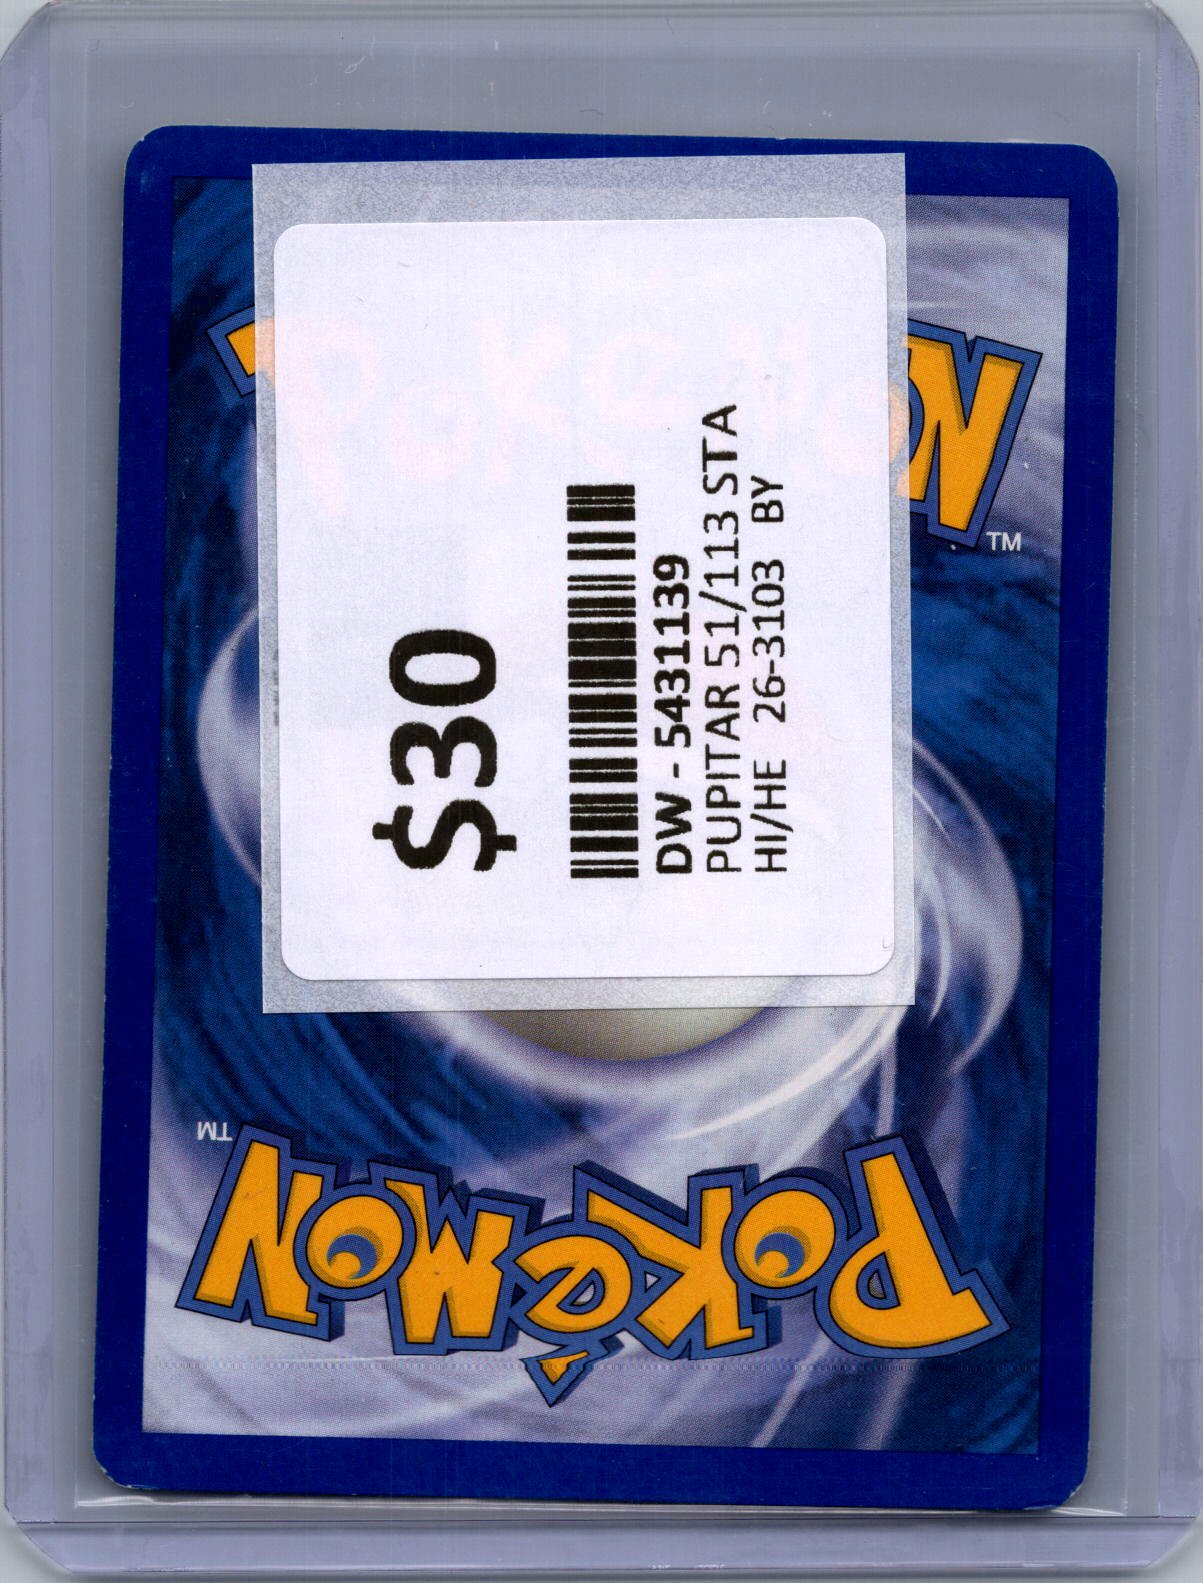 $30
DW - 5431139
PUPITAR 51/113 STA
HI/HE 26-3103 BY
POKéMON
TM
POKéMON
TM